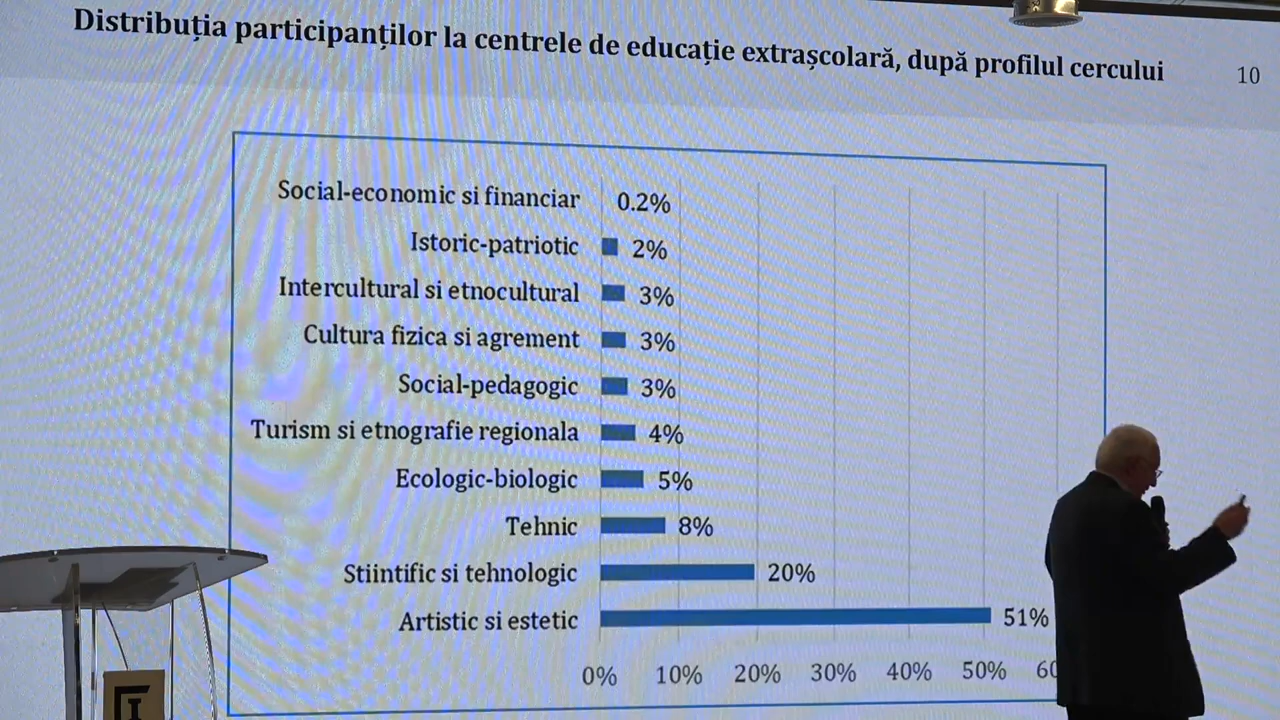 Distribuția participanților la centrele de educație extrașcolară, după profilul cercului
10
Social-economic si financiar 0.2%
Istoric-patriotic 2%
Intercultural si etnocultural 3%
Cultura fizica si agrement 3%
Social-pedagogic 3%
Turism si etnografie regionala 4%
Ecologic-biologic 5%
Tehnic 8%
Stiintific si tehnologic 20%
Artistic si estetic 51%
0% 10% 20% 30% 40% 50%